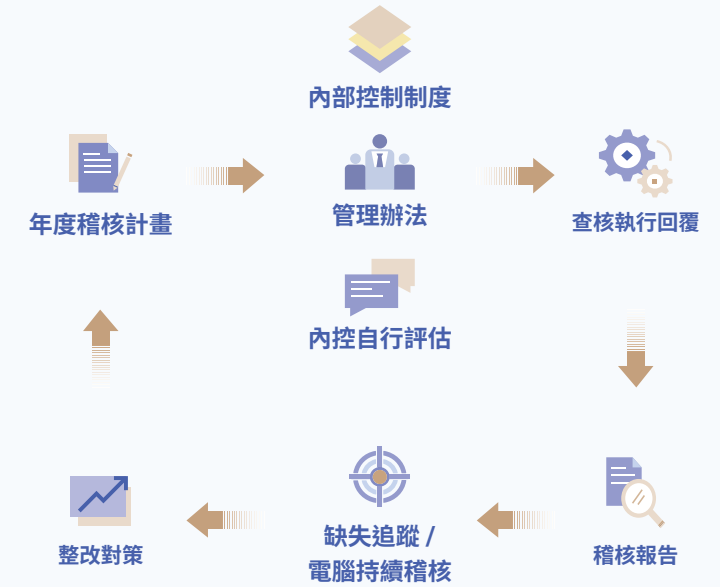 內部控制制度
年度稽核計畫
管理辦法
查核執行回覆
內控自行評估
整改對策
缺失追蹤 /
電腦持續稽核
稽核報告